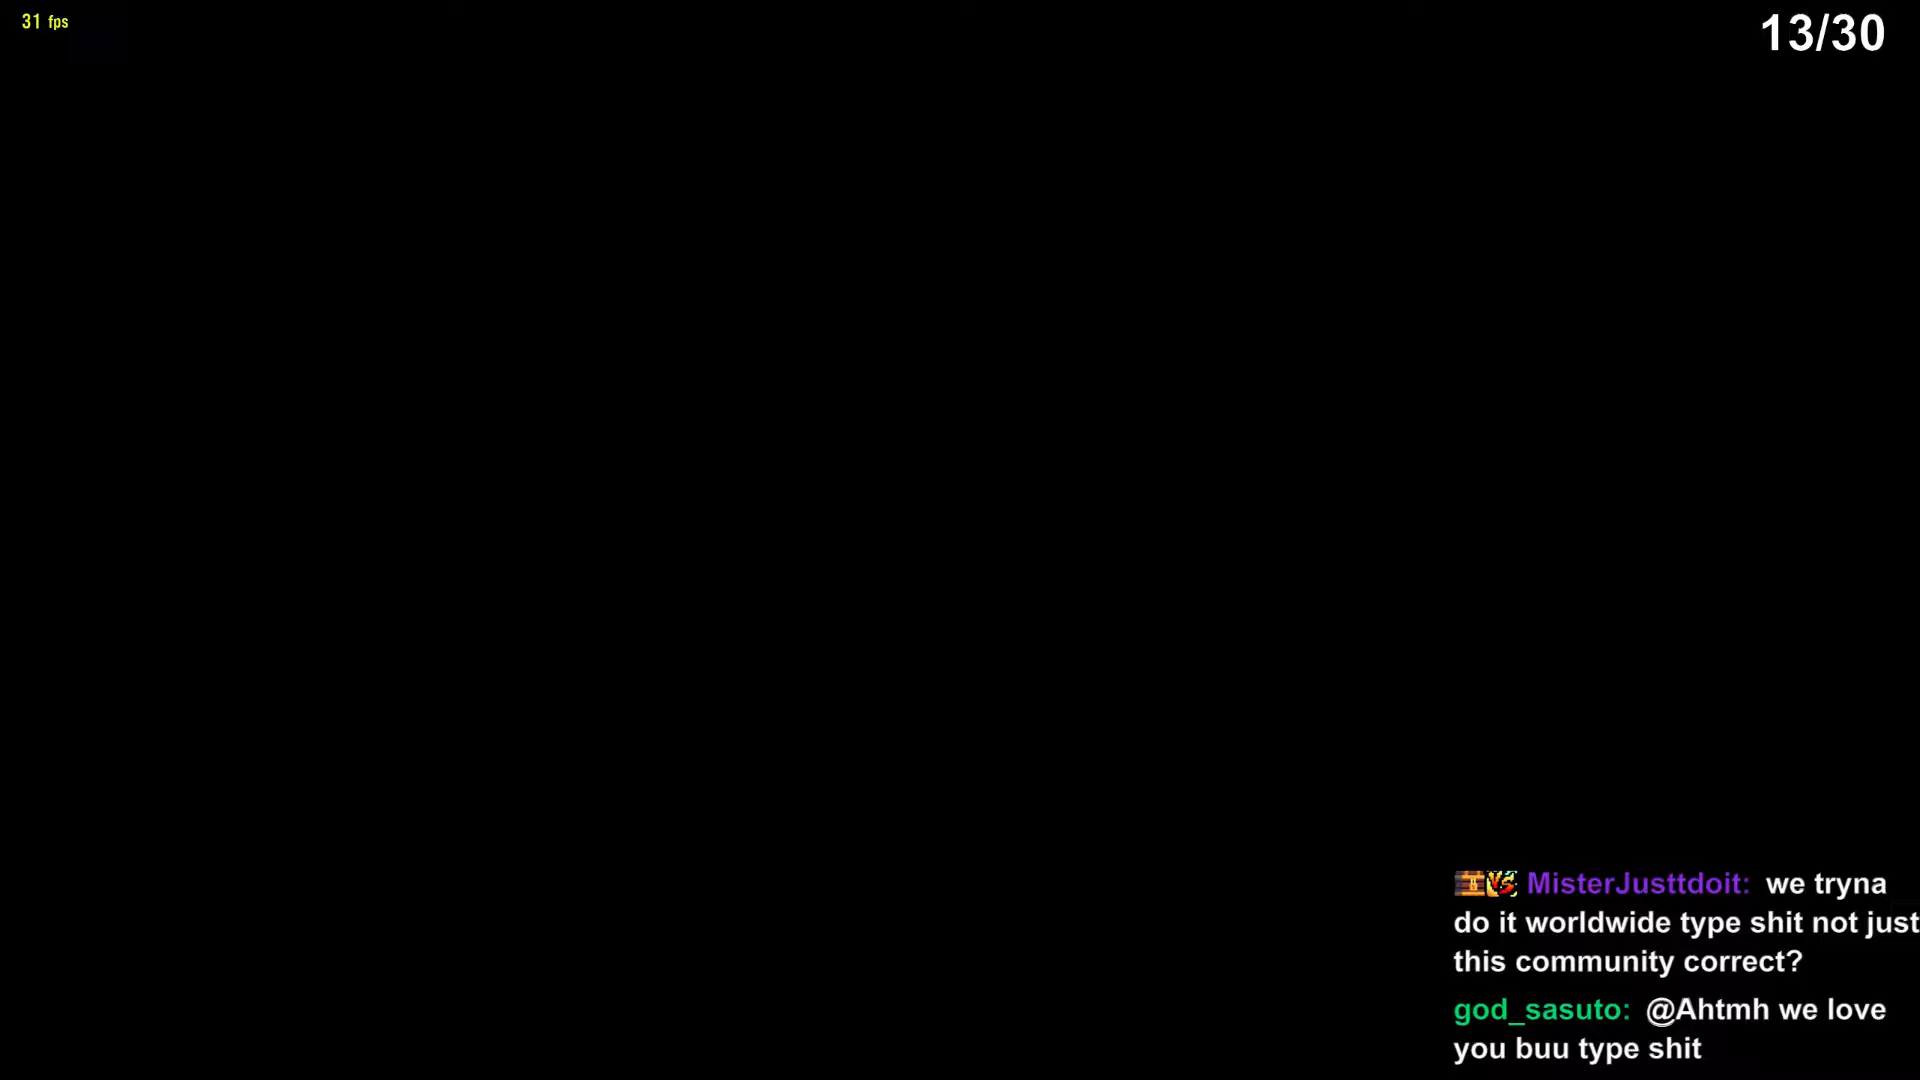 31 fps
13/30
MisterJusttdoit: we tryna
do it worldwide type shit not just
this community correct?
god_sasuto: @Ahtmh we love
you buu type shit